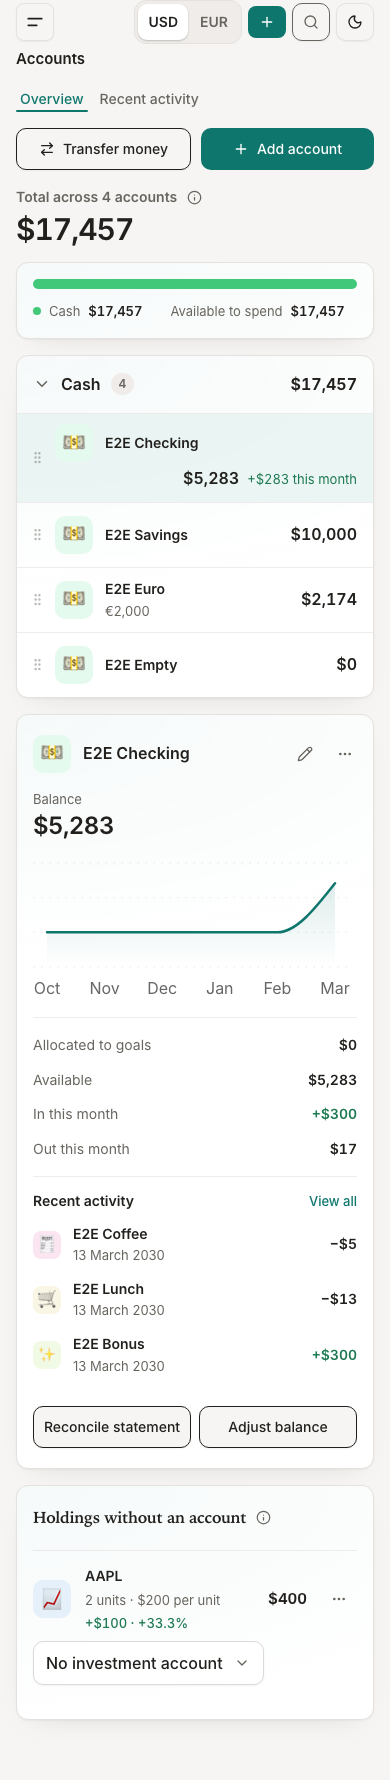 USD EUR
Accounts
Overview Recent activity
Transfer money Add account
Total across 4 accounts
$17,457
Cash $17,457 Available to spend $17,457
Cash 4 $17,457
E2E Checking
$5,283 +$283 this month
E2E Savings $10,000
E2E Euro
€2,000
$2,174
E2E Empty $0
E2E Checking
Balance
$5,283
Oct Nov Dec Jan Feb Mar
Allocated to goals $0
Available $5,283
In this month +$300
Out this month $17
Recent activity View all
E2E Coffee
13 March 2030
−$5
E2E Lunch
13 March 2030
−$13
E2E Bonus
13 March 2030
+$300
Reconcile statement Adjust balance
Holdings without an account
AAPL
2 units · $200 per unit
+$100 · +33.3%
$400
No investment account